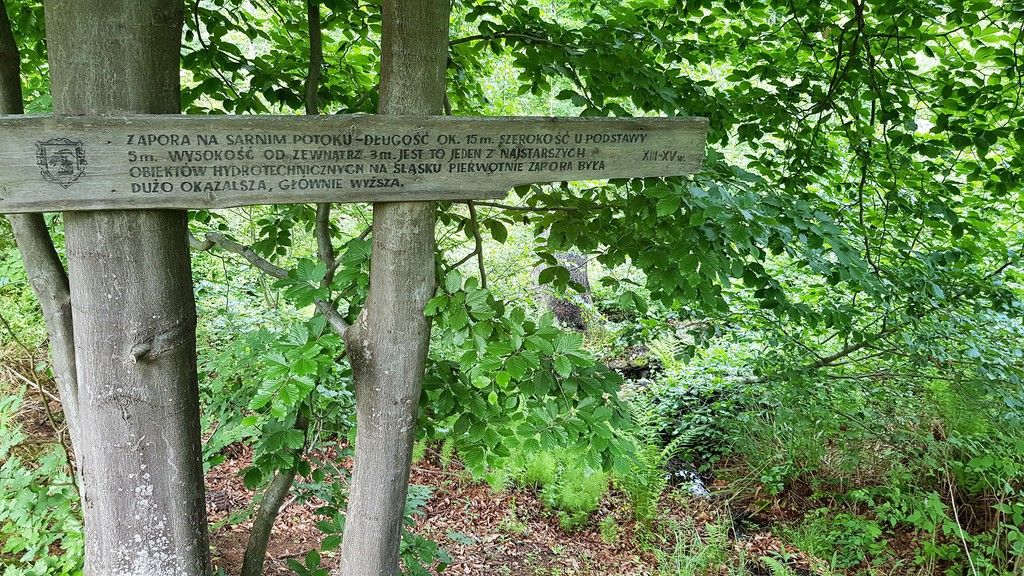 ZAPORA NA SARNIM POTOKU-DŁUGOŚĆ OK. 15 m. SZEROKOŚĆ U PODSTAWY
5 m. WYSOKOŚĆ OD ZEWNĄTRZ 3 m. JEST TO JEDEN Z NAJSTARSZYCH
OBIEKTÓW HYDROTECHNICZNYCH NA ŚLĄSKU PIERWOTNIE ZAPORA BYŁA
DUŻO OKAZALSZA, GŁÓWNIE WYŻSZA.
XIII-XV w.